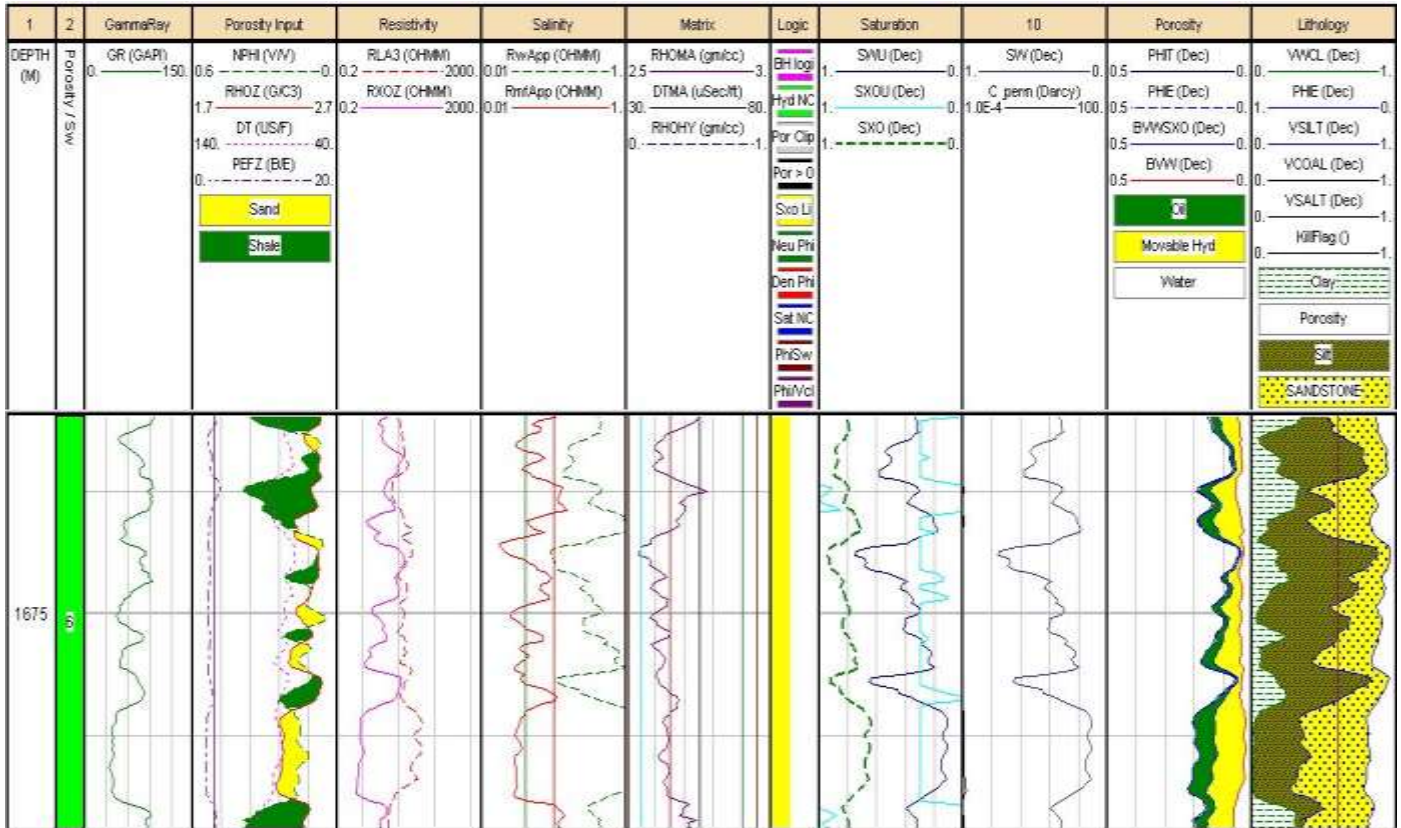 1 2 GammaRay Porosity Input Resistivity Salinity Matrix Logic Saturation 10 Porosity Lithology
DEPTH (M)
Porosity / Sw
GR (GAPI)
0. 150.
NPHI (V/V)
0.6 0.
RHOZ (G/C3)
1.7 2.7
DT (US/F)
140. 40.
PEFZ (B/E)
0. 20.
Sand
Shale
RLA3 (OHMM)
0.2 2000.
RXOZ (OHMM)
0.2 2000.
RwApp (OHMM)
0.01 1.
RmfApp (OHMM)
0.01 1.
RHOMA (gm/cc)
2.5 3.
DTMA (uSec/ft)
30. 80.
RHOHY (gm/cc)
0. 1.
BH logi
Hyd NC
Por Clip
Por > 0
Sxo Li
Neu Phi
Den Phi
Sat NC
PhiSw
Phi/Vcl
SWU (Dec)
1. 0.
SXOU (Dec)
1. 0.
SXO (Dec)
1. 0.
SW (Dec)
1. 0.
C_perm (Darcy)
1.0E-4 100.
PHIT (Dec)
0.5 0.
PHIE (Dec)
0.5 0.
BVWSXO (Dec)
0.5 0.
BVW (Dec)
0.5 0.
Oil
Movable Hyd
Water
VWCL (Dec)
0. 1.
PHIE (Dec)
1. 0.
VSILT (Dec)
0. 1.
VCOAL (Dec)
0. 1.
VSALT (Dec)
0. 1.
KillFlag ()
0. 1.
Clay
Porosity
Silt
SANDSTONE
1675